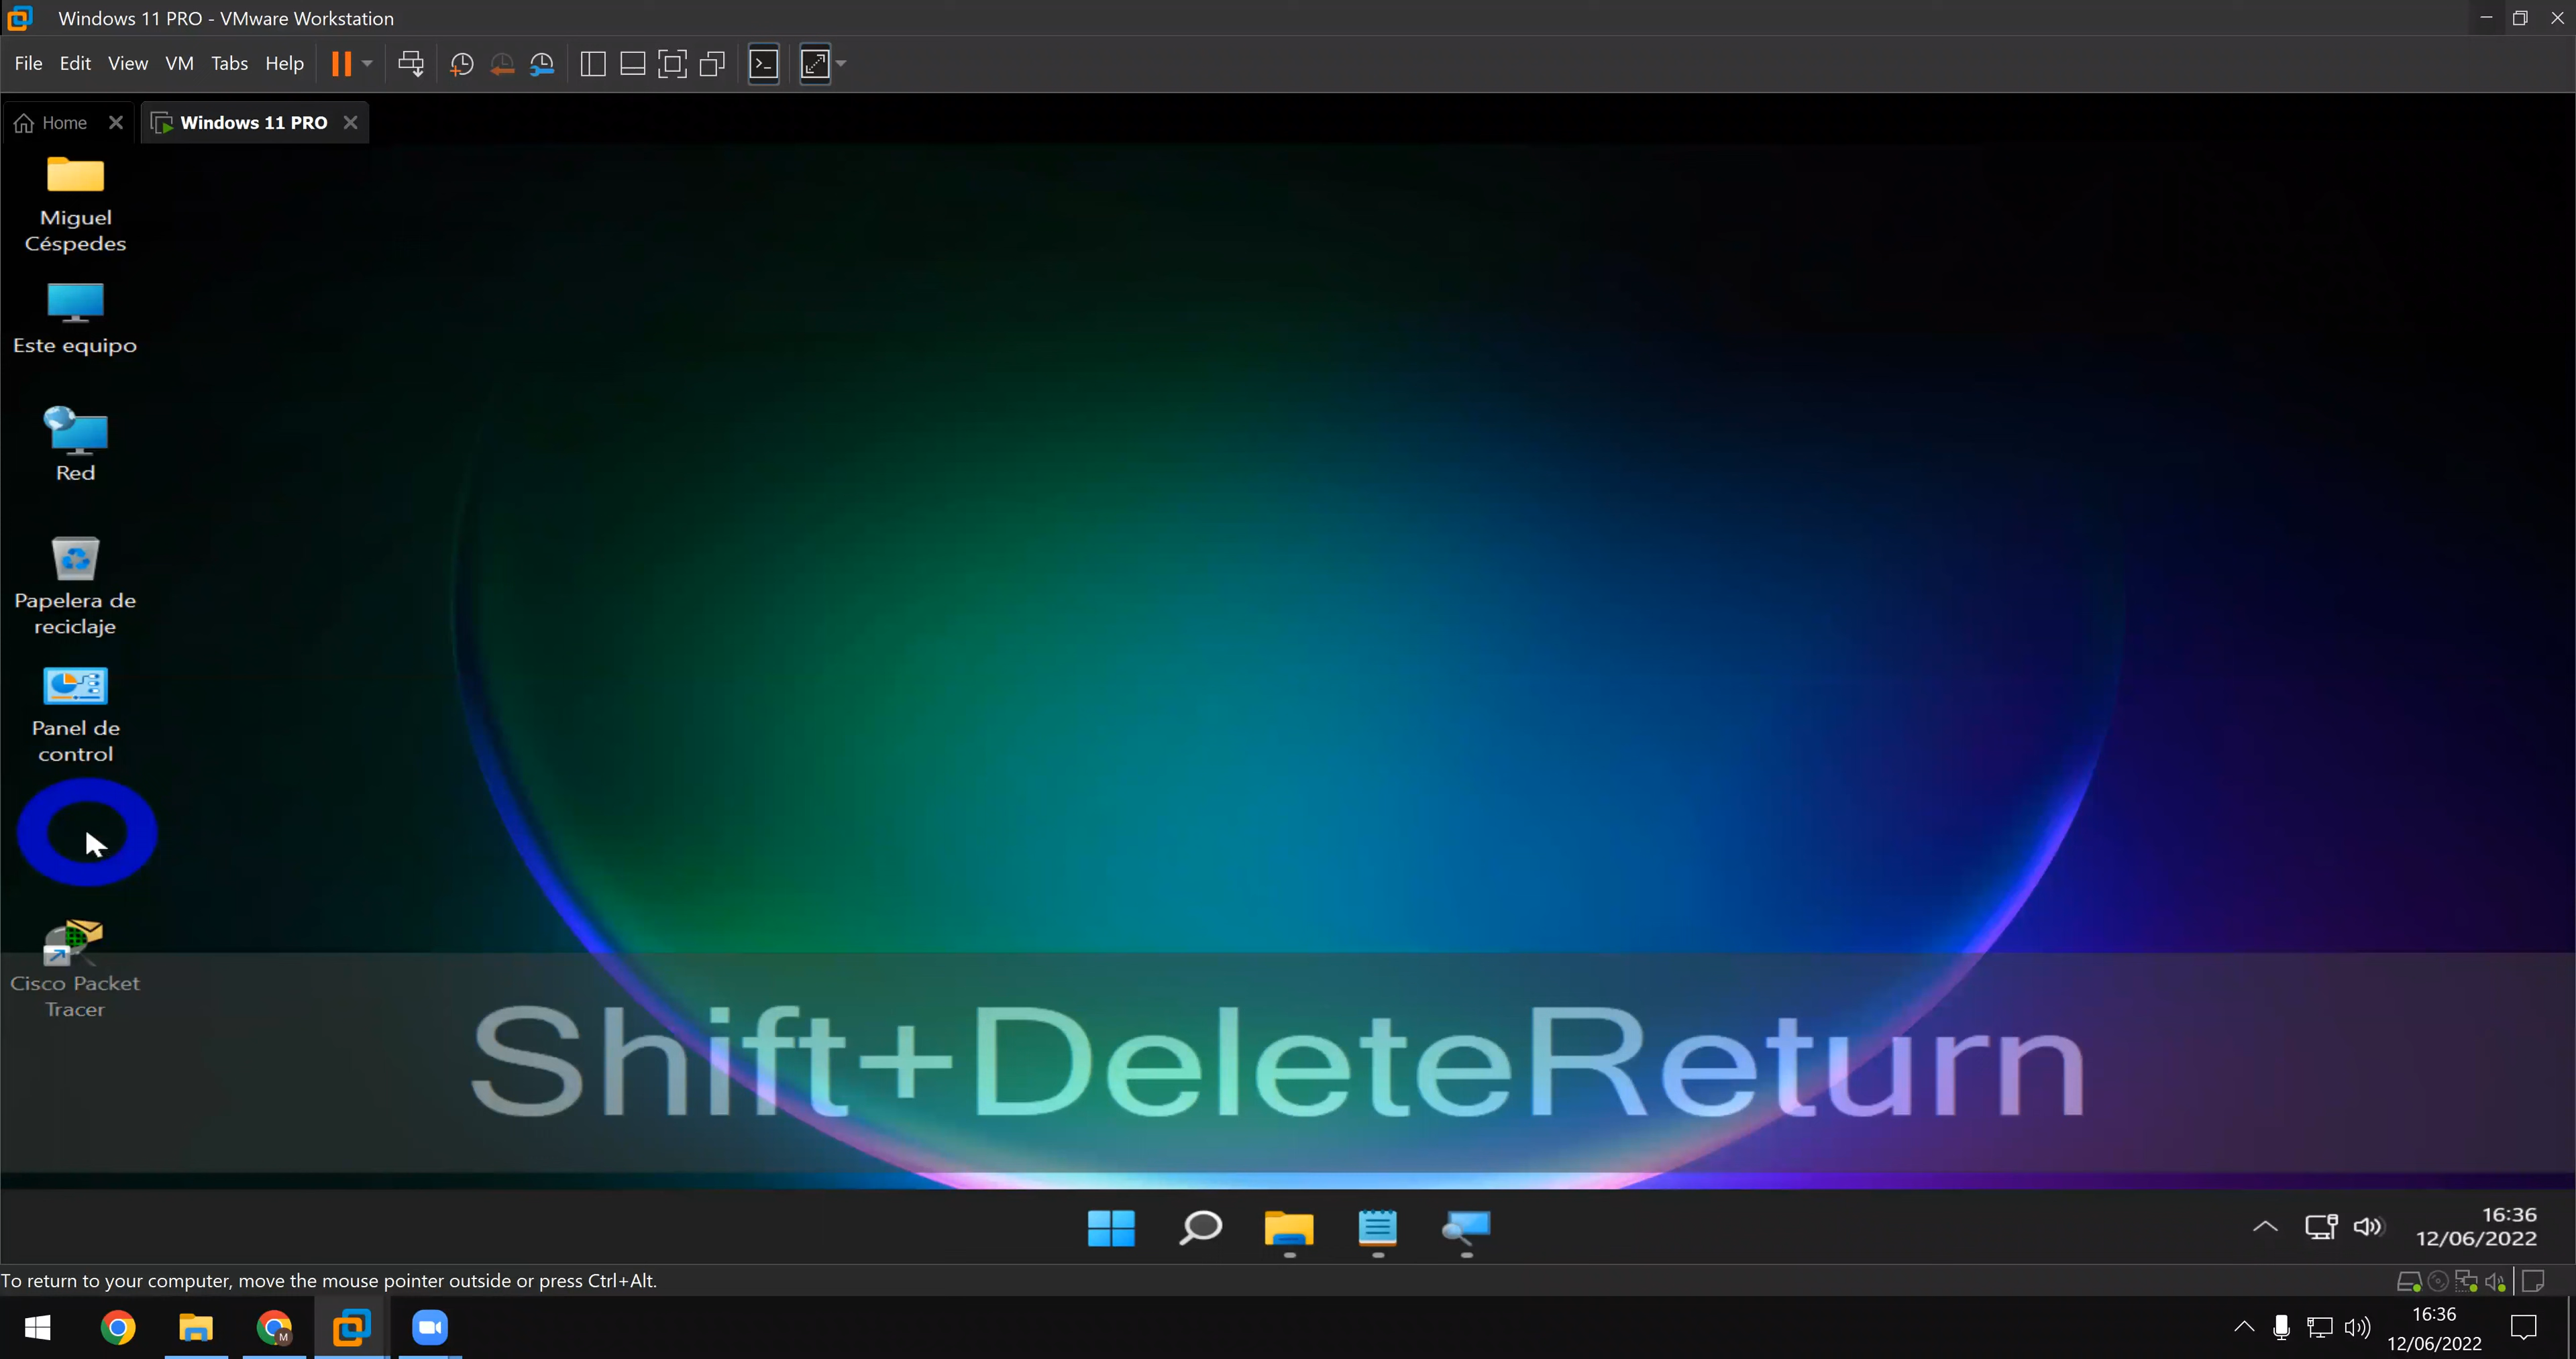 Windows 11 PRO - VMware Workstation
File Edit View VM Tabs Help
Home Windows 11 PRO
Miguel
Céspedes
Este equipo
Red
Papelera de
reciclaje
Panel de
control
Cisco Packet
Tracer
Shift+DeleteReturn
16:36
12/06/2022
To return to your computer, move the mouse pointer outside or press Ctrl+Alt.
M
16:36
12/06/2022